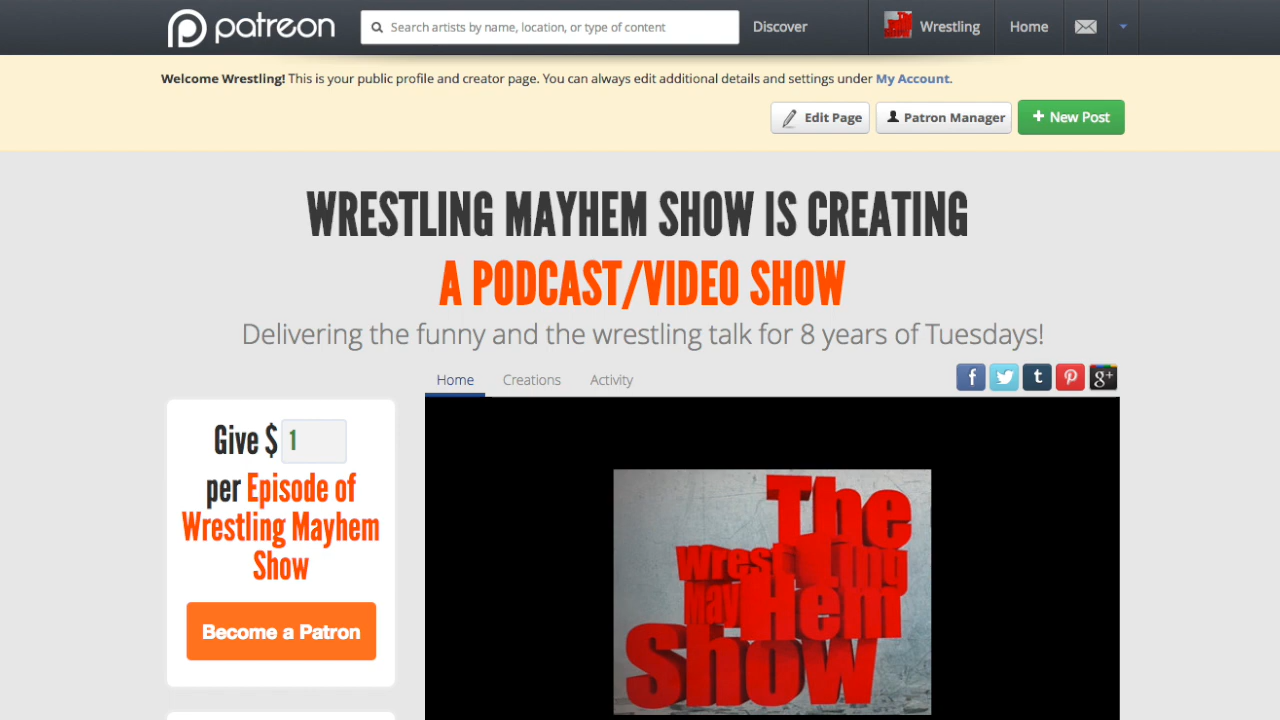 patreon
Search artists by name, location, or type of content
Discover
Wrestling
Home
Welcome Wrestling! This is your public profile and creator page. You can always edit additional details and settings under My Account.
Edit Page
Patron Manager
+ New Post
WRESTLING MAYHEM SHOW IS CREATING
A PODCAST/VIDEO SHOW
Delivering the funny and the wrestling talk for 8 years of Tuesdays!
Home
Creations
Activity
f
t
g+
Give $ 1
per Episode of
Wrestling Mayhem
Show
Become a Patron
The
Wrestling
MayHem
Show